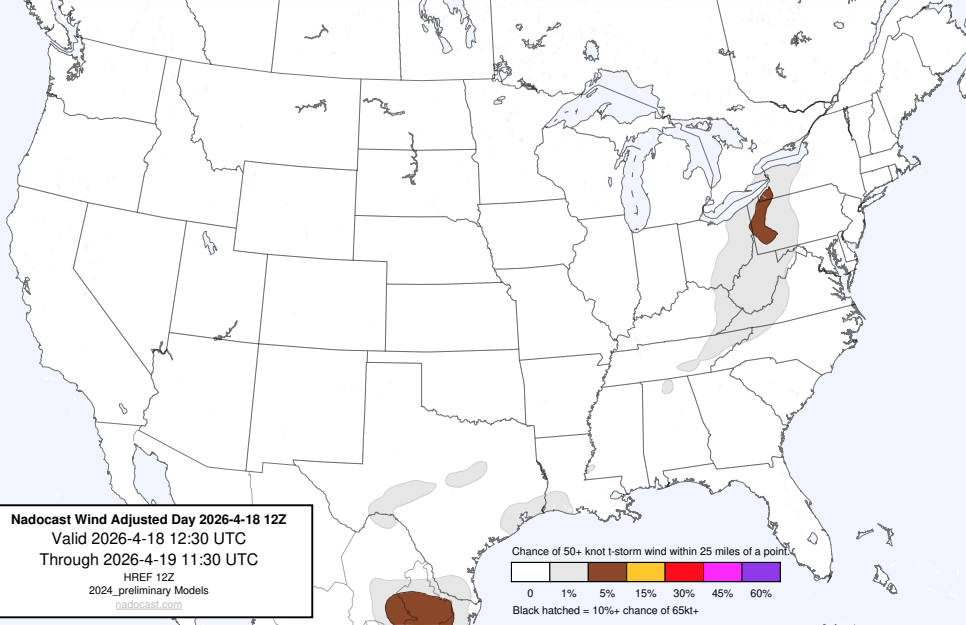 Nadocast Wind Adjusted Day 2026-4-18 12Z
Valid 2026-4-18 12:30 UTC
Through 2026-4-19 11:30 UTC
HREF 12Z
2024_preliminary Models
nadocast.com
Chance of 50+ knot t-storm wind within 25 miles of a point.
0 1% 5% 15% 30% 45% 60%
Black hatched = 10%+ chance of 65kt+